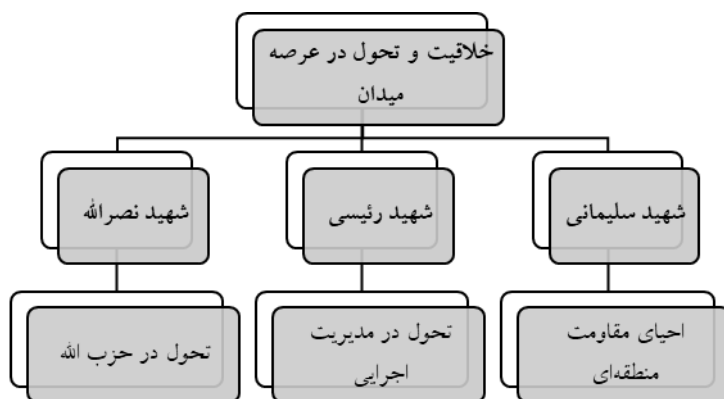 خلاقیت و تحول در عرصه
میدان
شهید سلیمانی
شهید رئیسی
شهید نصرالله
احیای مقاومت
منطقه‌ای
تحول در مدیریت
اجرایی
تحول در حزب الله